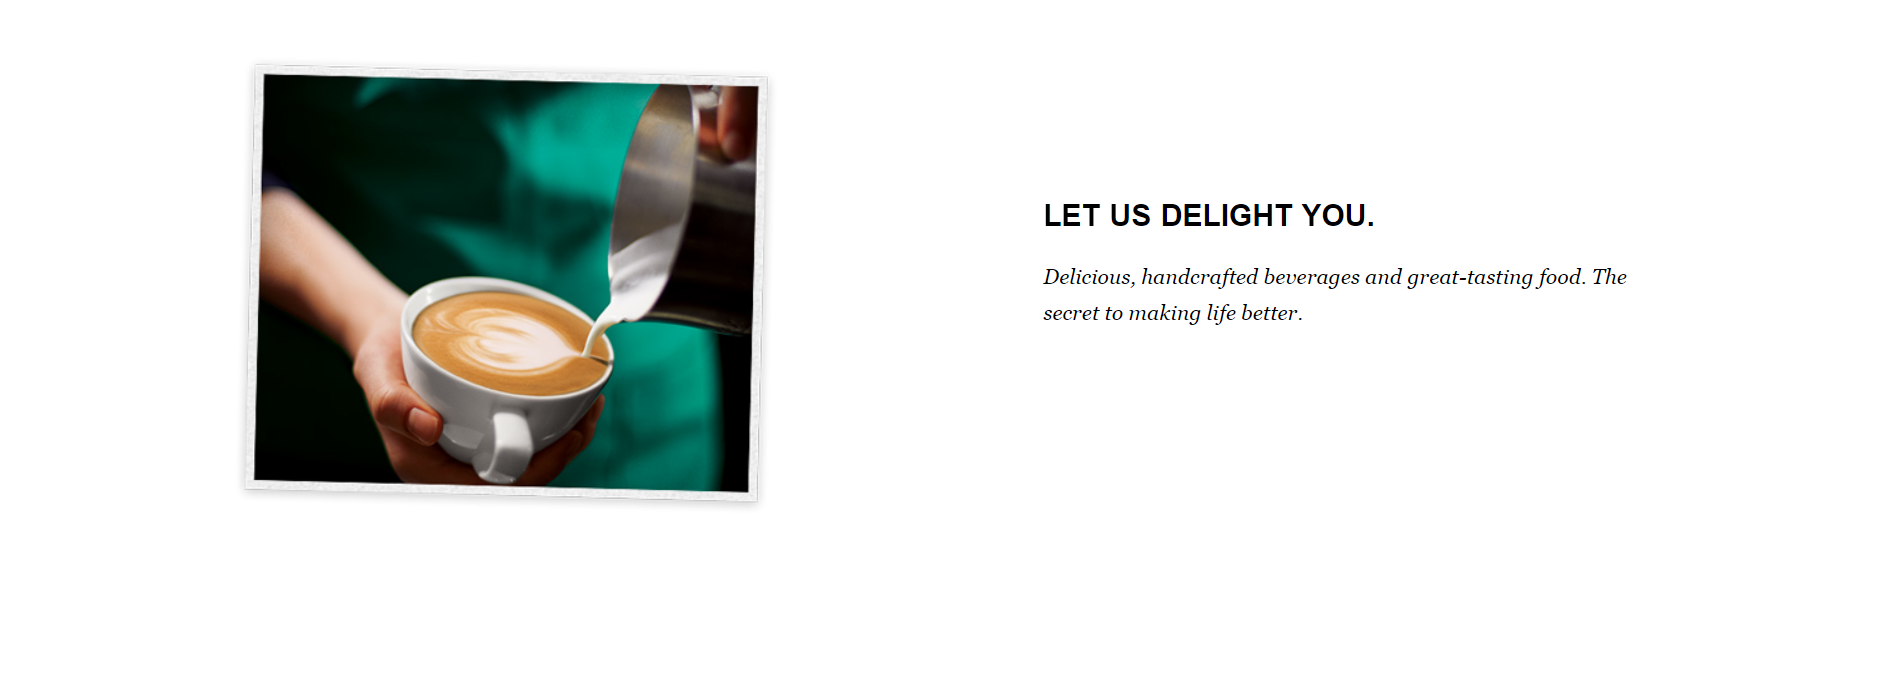 LET US DELIGHT YOU.
Delicious, handcrafted beverages and great-tasting food. The
secret to making life better.